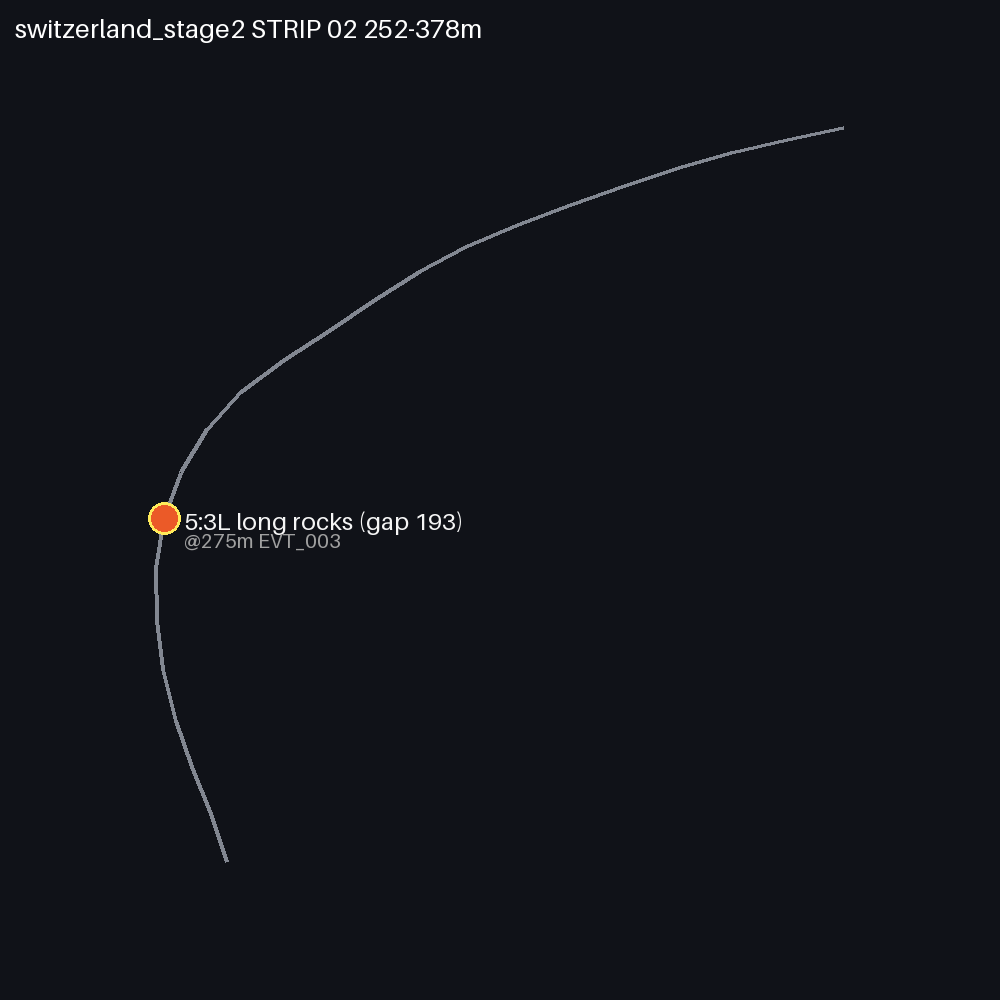 switzerland_stage2 STRIP 02 252-378m
5:3L long rocks (gap 193)
@275m EVT_003